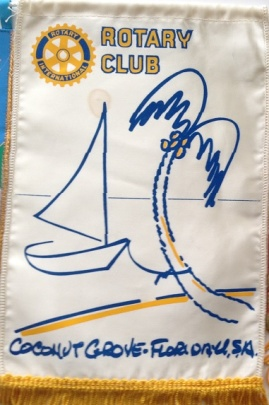 ROTARY
INTERNATIONAL
ROTARY
CLUB
COCONUT GROVE-FLORIDA U.S.A.